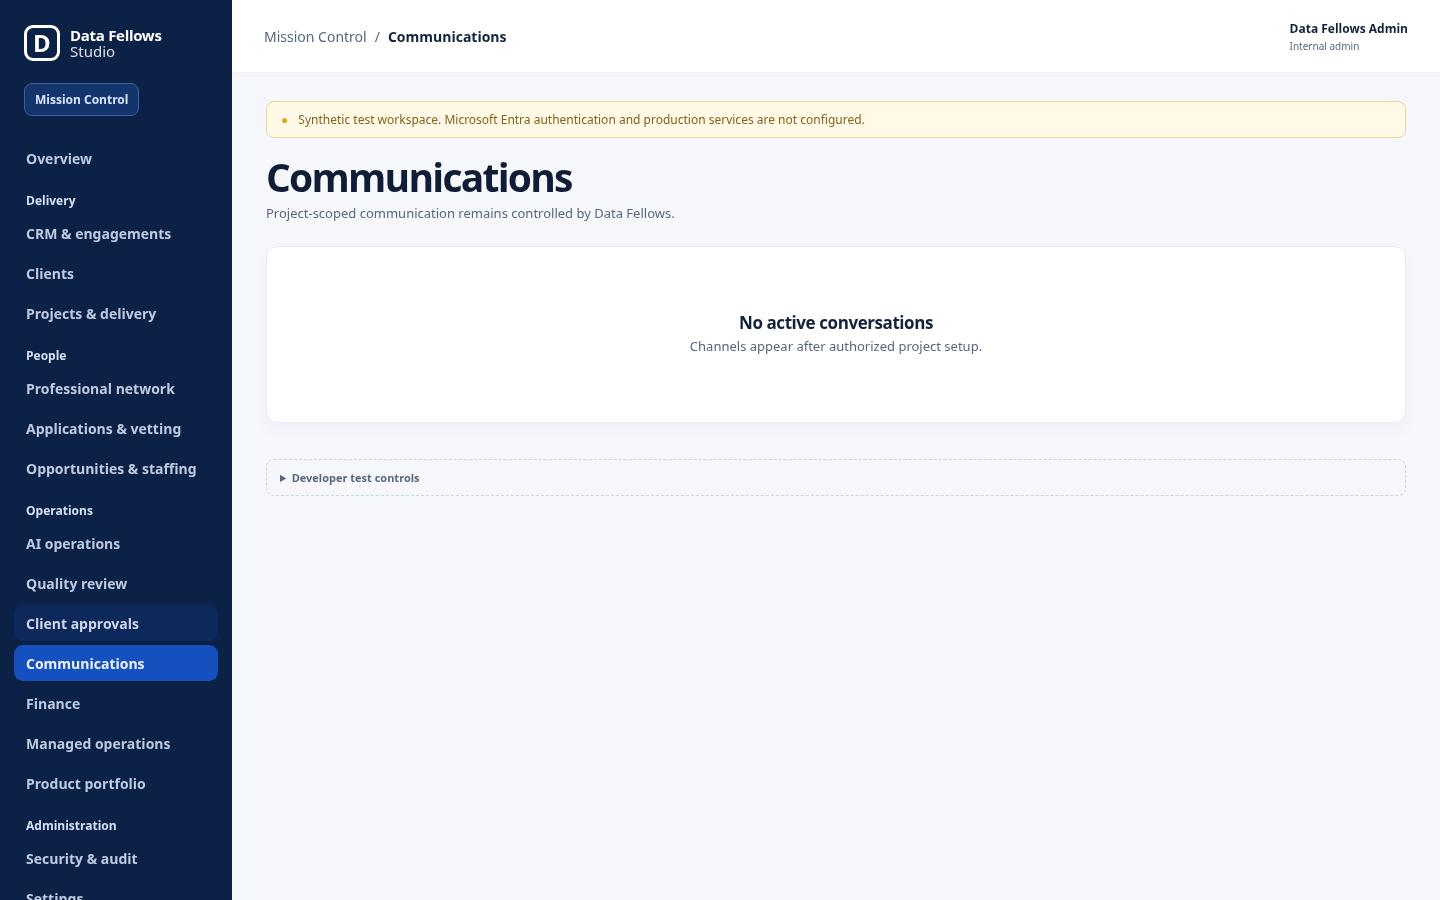 D
Data Fellows
Studio
Mission Control
Overview
Delivery
CRM & engagements
Clients
Projects & delivery
People
Professional network
Applications & vetting
Opportunities & staffing
Operations
AI operations
Quality review
Client approvals
Communications
Finance
Managed operations
Product portfolio
Administration
Security & audit
Settings
Mission Control / Communications
Data Fellows Admin
Internal admin
Synthetic test workspace. Microsoft Entra authentication and production services are not configured.
Communications
Project-scoped communication remains controlled by Data Fellows.
No active conversations
Channels appear after authorized project setup.
Developer test controls